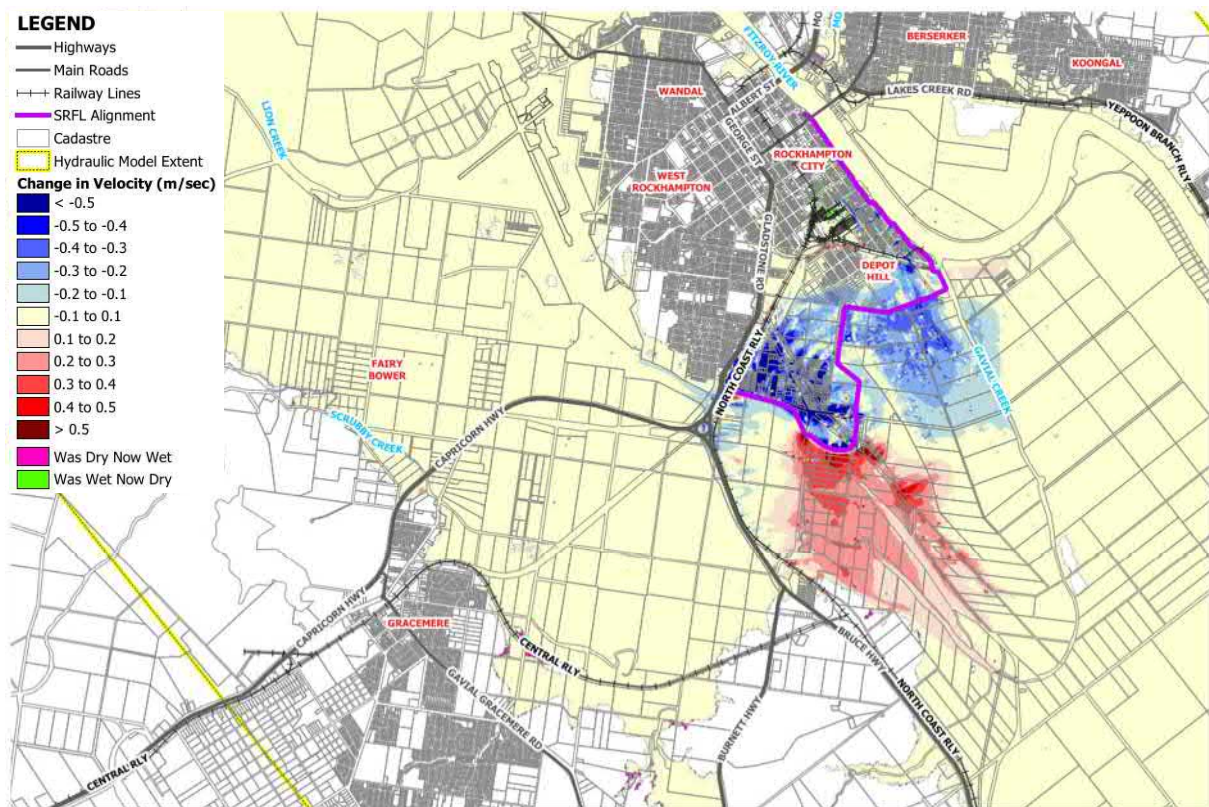 LEGEND
Highways
Main Roads
Railway Lines
SRFL Alignment
Cadastre
Hydraulic Model Extent
Change in Velocity (m/sec)
< -0.5
-0.5 to -0.4
-0.4 to -0.3
-0.3 to -0.2
-0.2 to -0.1
-0.1 to 0.1
0.1 to 0.2
0.2 to 0.3
0.3 to 0.4
0.4 to 0.5
> 0.5
Was Dry Now Wet
Was Wet Now Dry
FITZROY RIVER
MO
MO
BERSERKER
KOONGAL
WANDAL
ALBERT ST
LAKES CREEK RD
YEPPOON BRANCH RLY
LION CREEK
GEORGE ST
ROCKHAMPTON
CITY
WEST
ROCKHAMPTON
GLADSTONE RD
DEPOT
HILL
GAVIAL CREEK
NORTH COAST RLY
FAIRY
BOWER
SCRUBBY CREEK
CAPRICORN HWY
CAPRICORN HWY
GRACEMERE
CENTRAL RLY
BRUCE HWY
GAVIAL GRACEMERE RD
BURNETT HWY
NORTH COAST RLY
CENTRAL RLY